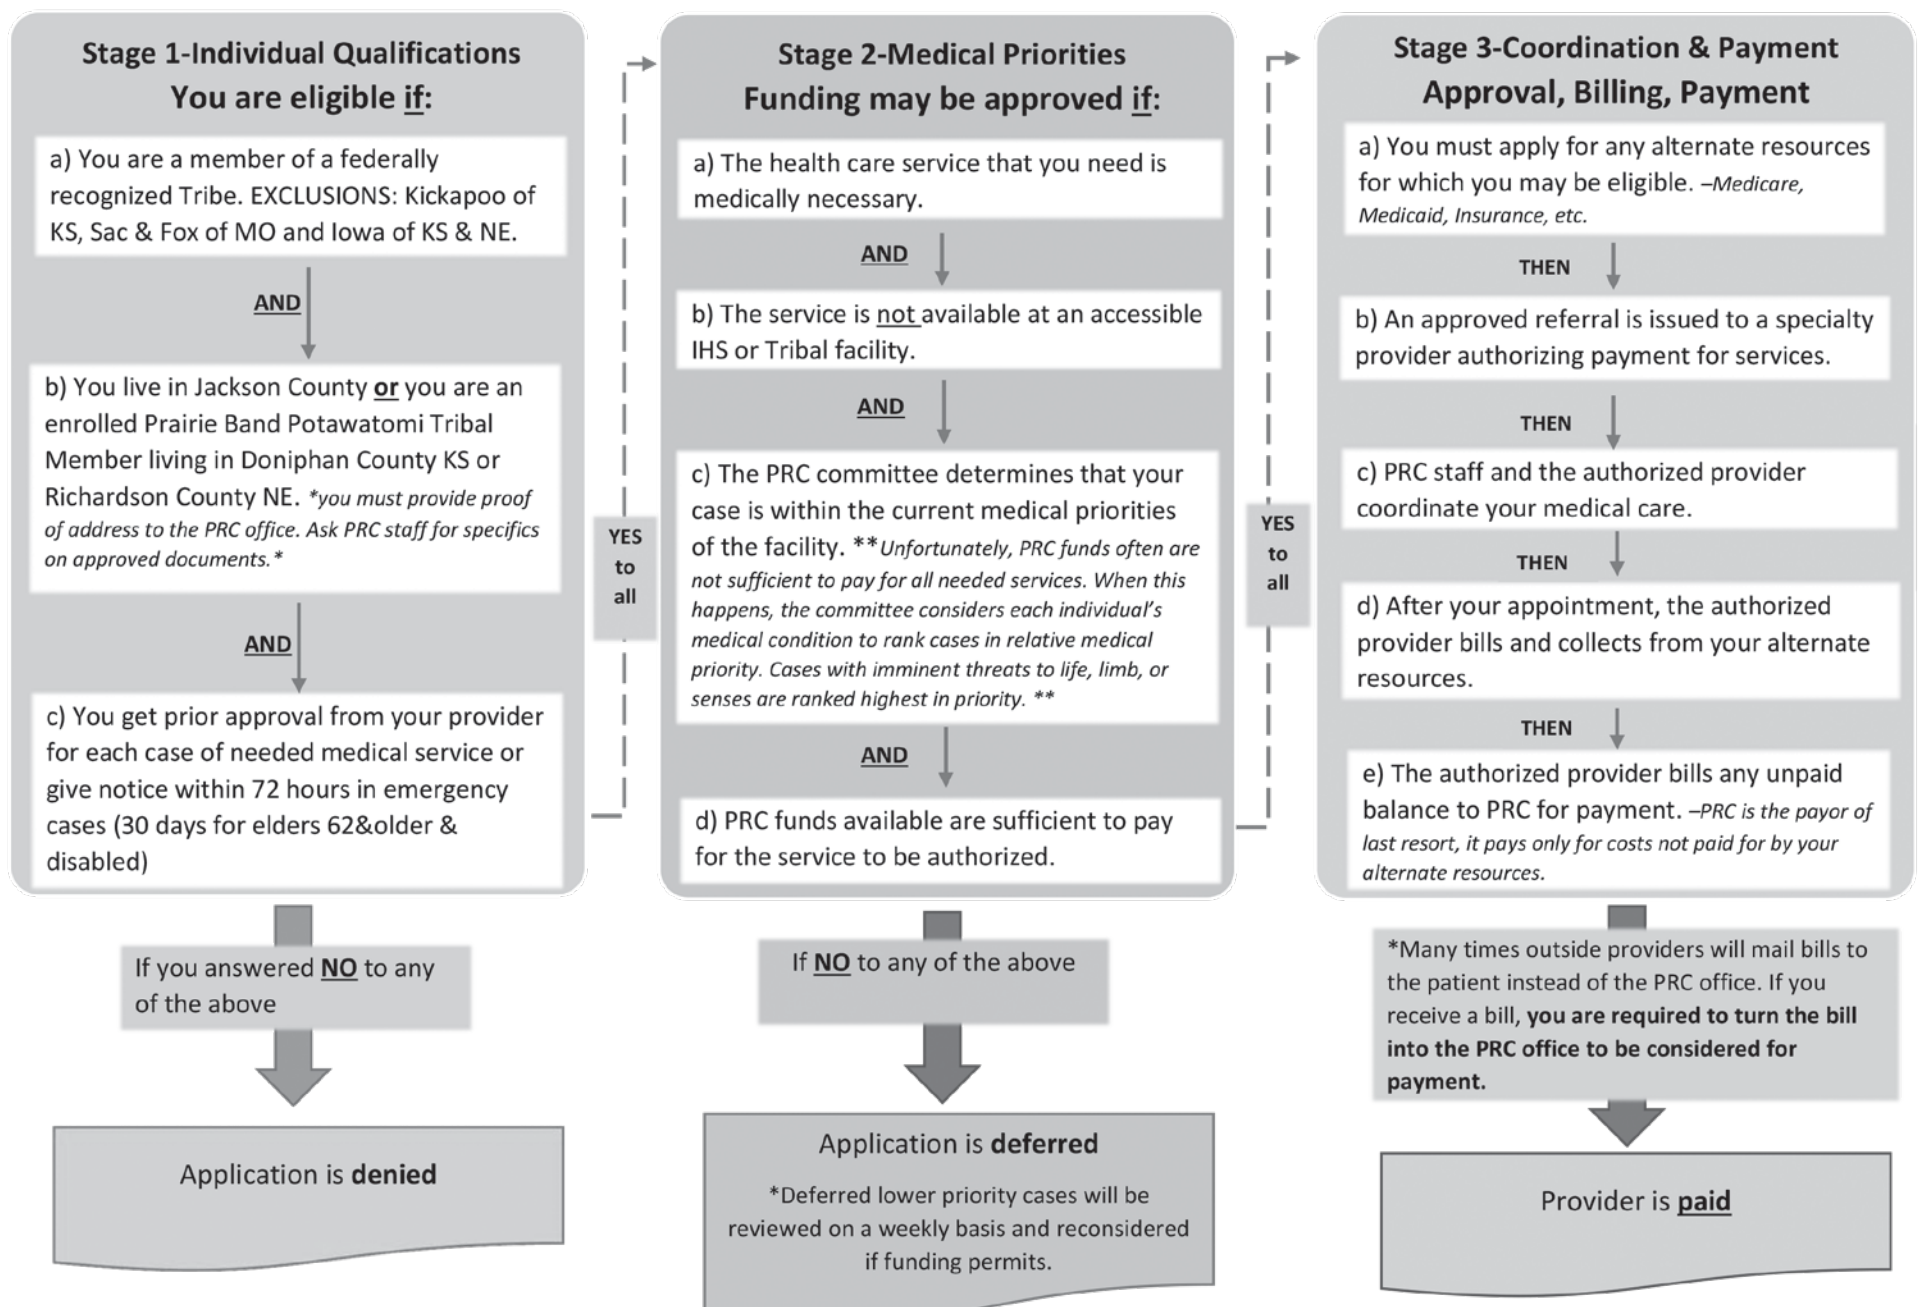 Stage 1-Individual Qualifications
You are eligible if:
a) You are a member of a federally
recognized Tribe. EXCLUSIONS: Kickapoo of
KS, Sac & Fox of MO and Iowa of KS & NE.
AND
b) You live in Jackson County or you are an
enrolled Prairie Band Potawatomi Tribal
Member living in Doniphan County KS or
Richardson County NE. *you must provide proof
of address to the PRC office. Ask PRC staff for specifics
on approved documents.*
AND
c) You get prior approval from your provider
for each case of needed medical service or
give notice within 72 hours in emergency
cases (30 days for elders 62&older &
disabled)
If you answered NO to any
of the above
Application is denied
YES
to
all
Stage 2-Medical Priorities
Funding may be approved if:
a) The health care service that you need is
medically necessary.
AND
b) The service is not available at an accessible
IHS or Tribal facility.
AND
c) The PRC committee determines that your
case is within the current medical priorities
of the facility. **Unfortunately, PRC funds often are
not sufficient to pay for all needed services. When this
happens, the committee considers each individual's
medical condition to rank cases in relative medical
priority. Cases with imminent threats to life, limb, or
senses are ranked highest in priority. **
AND
d) PRC funds available are sufficient to pay
for the service to be authorized.
If NO to any of the above
Application is deferred
*Deferred lower priority cases will be
reviewed on a weekly basis and reconsidered
if funding permits.
YES
to
all
Stage 3-Coordination & Payment
Approval, Billing, Payment
a) You must apply for any alternate resources
for which you may be eligible. –Medicare,
Medicaid, Insurance, etc.
THEN
b) An approved referral is issued to a specialty
provider authorizing payment for services.
THEN
c) PRC staff and the authorized provider
coordinate your medical care.
THEN
d) After your appointment, the authorized
provider bills and collects from your alternate
resources.
THEN
e) The authorized provider bills any unpaid
balance to PRC for payment. –PRC is the payor of
last resort, it pays only for costs not paid for by your
alternate resources.
*Many times outside providers will mail bills to
the patient instead of the PRC office. If you
receive a bill, you are required to turn the bill
into the PRC office to be considered for
payment.
Provider is paid